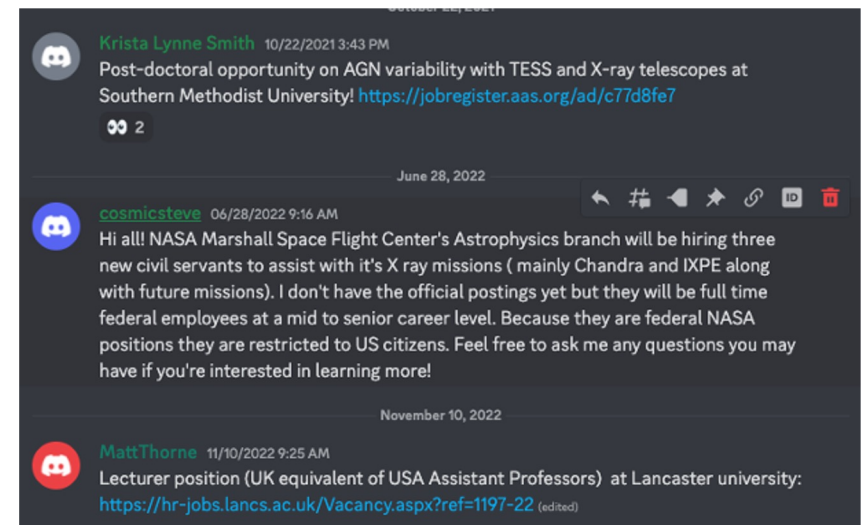 October 22, 2021
Krista Lynne Smith 10/22/2021 3:43 PM
Post-doctoral opportunity on AGN variability with TESS and X-ray telescopes at
Southern Methodist University! https://jobregister.aas.org/ad/c77d8fe7
👀 2
June 28, 2022
ID
cosmicsteve 06/28/2022 9:16 AM
Hi all! NASA Marshall Space Flight Center's Astrophysics branch will be hiring three
new civil servants to assist with it's X ray missions ( mainly Chandra and IXPE along
with future missions). I don't have the official postings yet but they will be full time
federal employees at a mid to senior career level. Because they are federal NASA
positions they are restricted to US citizens. Feel free to ask me any questions you may
have if you're interested in learning more!
November 10, 2022
MattThorne 11/10/2022 9:25 AM
Lecturer position (UK equivalent of USA Assistant Professors)  at Lancaster university:
https://hr-jobs.lancs.ac.uk/Vacancy.aspx?ref=1197-22 (edited)